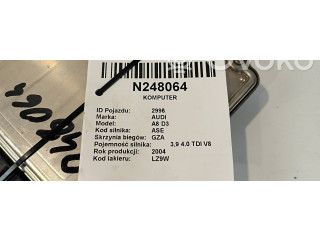 OVOKO
N248064
KOMPUTER
ID Pojazdu: 2996
Marka: AUDI
Model: A8 D3
Kod silnika: ASE
Skrzynia biegów: GZA
Pojemność silnika: 3,9 4.0 TDI V8
Rok produkcji: 2004
Kod lakieru: LZ9W